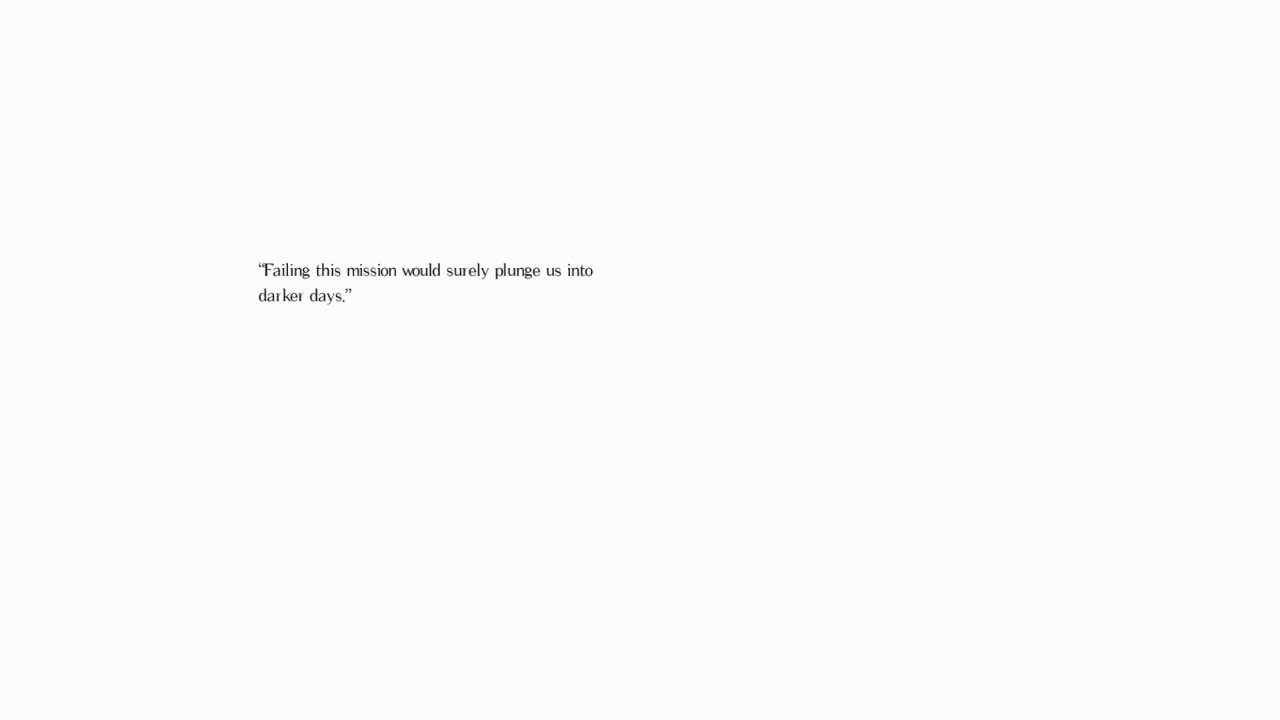 “Failing this mission would surely plunge us into
darker days.”